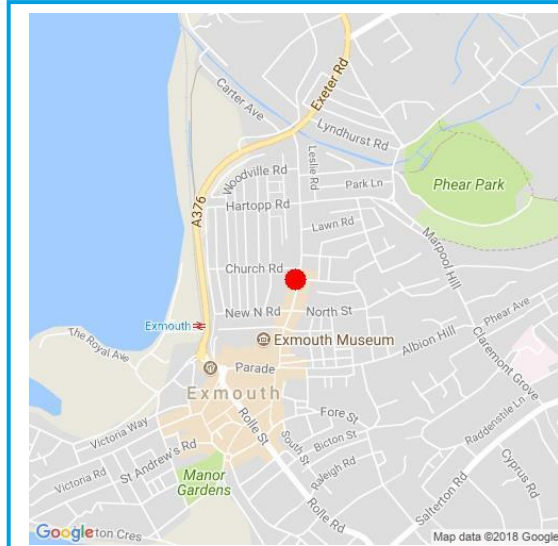 Exeter Rd
Carter Ave
Lyndhurst Rd
Leslie Rd
Woodville Rd
Park Ln
Phear Park
A376
Hartopp Rd
Lawn Rd
Marpool Hill
Church Rd
New N Rd
North St
Phear Ave
Exmouth
Exmouth Museum
Albion Hill
The Royal Ave
Claremont Grove
Parade
Exmouth
Rolle St
Fore St
Raddenstile Ln
Victoria Way
South St
Bicton St
St Andrew's Rd
Cyprus Rd
Victoria Rd
Manor
Gardens
Raleigh Rd
Salterton Rd
Rolle Rd
Google
Cres
Map data ©2018 Google